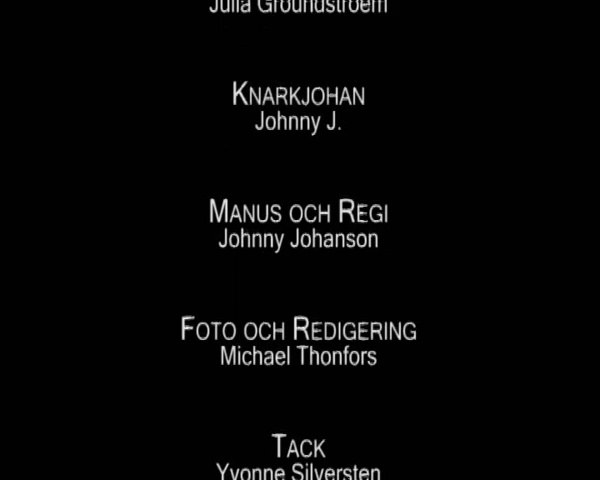 Julia Groundstroem
KNARKJOHAN
Johnny J.
MANUS OCH REGI
Johnny Johanson
FOTO OCH REDIGERING
Michael Thonfors
TACK
Yvonne Silversten